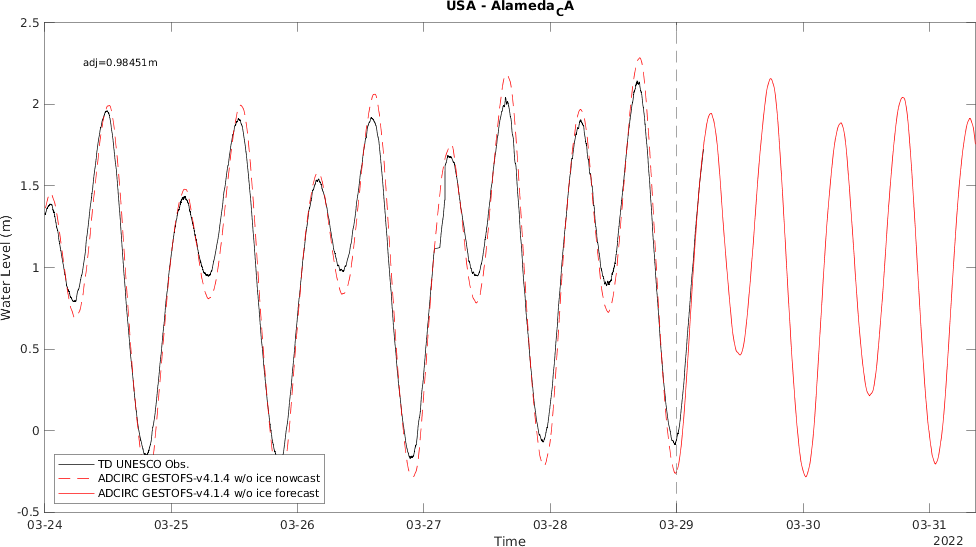 USA - Alameda_CA
adj=0.98451m
2.5
2
1.5
1
0.5
0
-0.5
Water Level (m)
TD UNESCO Obs.
ADCIRC GESTOFS-v4.1.4 w/o ice nowcast
ADCIRC GESTOFS-v4.1.4 w/o ice forecast
03-24 03-25 03-26 03-27 03-28 03-29 03-30 03-31
Time
2022